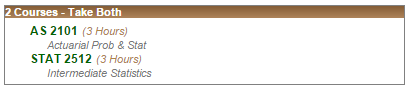 2 Courses - Take Both
AS 2101 (3 Hours)
Actuarial Prob & Stat
STAT 2512 (3 Hours)
Intermediate Statistics